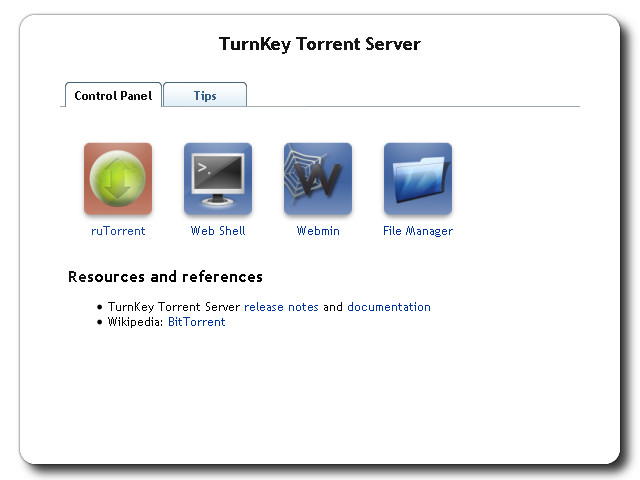 TurnKey Torrent Server
Control Panel Tips
>_
W
ruTorrent Web Shell Webmin File Manager
Resources and references
• TurnKey Torrent Server release notes and documentation
• Wikipedia: BitTorrent